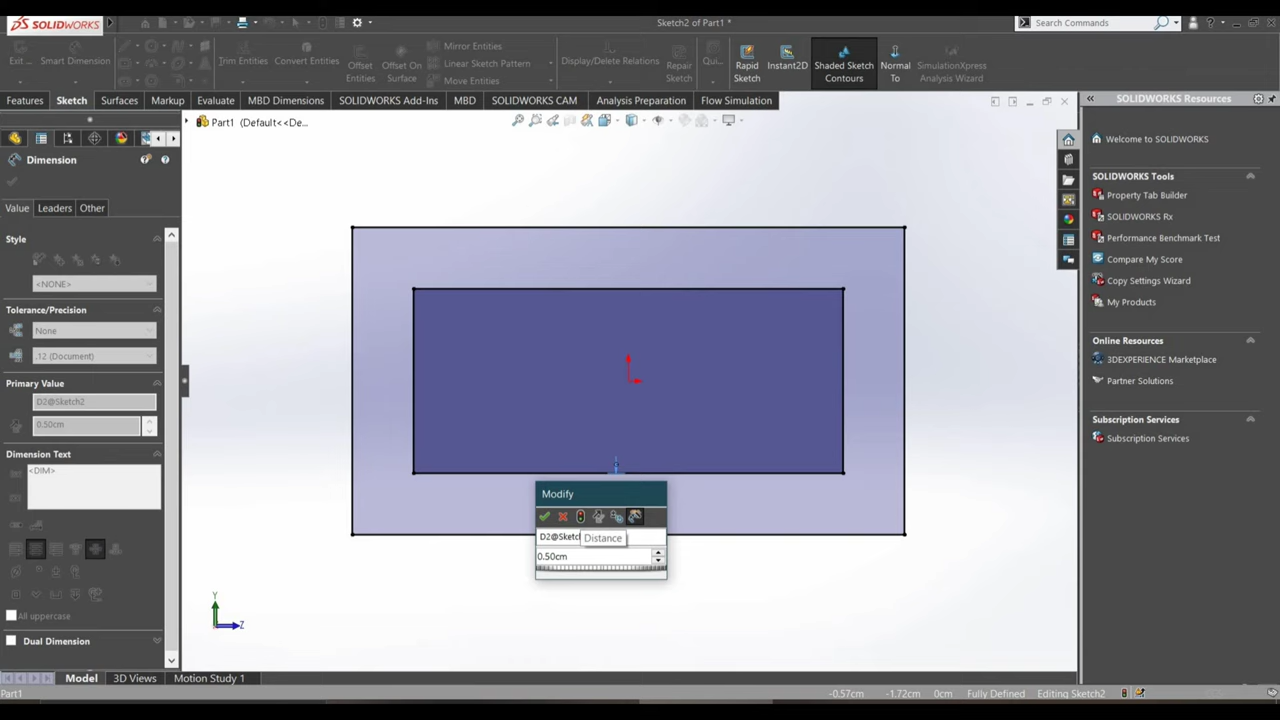 SOLIDWORKS
Sketch2 of Part1 *
Search Commands
Exit ...
Smart Dimension
Trim Entities
Convert Entities
Offset Entities
Offset On Surface
Mirror Entities
Linear Sketch Pattern
Move Entities
Display/Delete Relations
Repair Sketch
Qui...
Rapid Sketch
Instant2D
Shaded Sketch Contours
Normal To
SimulationXpress Analysis Wizard
Features
Sketch
Surfaces
Markup
Evaluate
MBD Dimensions
SOLIDWORKS Add-Ins
MBD
SOLIDWORKS CAM
Analysis Preparation
Flow Simulation
SOLIDWORKS Resources
Part1 (Default<<De...
Dimension
Value
Leaders
Other
Style
<NONE>
Tolerance/Precision
None
.12 (Document)
Primary Value
D2@Sketch2
0.50cm
Dimension Text
<DIM>
All uppercase
Dual Dimension
Modify
D2@Sketch
Distance
0.50cm
Y
Z
Welcome to SOLIDWORKS
SOLIDWORKS Tools
Property Tab Builder
SOLIDWORKS Rx
Performance Benchmark Test
Compare My Score
Copy Settings Wizard
My Products
Online Resources
3DEXPERIENCE Marketplace
Partner Solutions
Subscription Services
Subscription Services
Model
3D Views
Motion Study 1
Part1
-0.57cm
-1.72cm
0cm
Fully Defined
Editing Sketch2